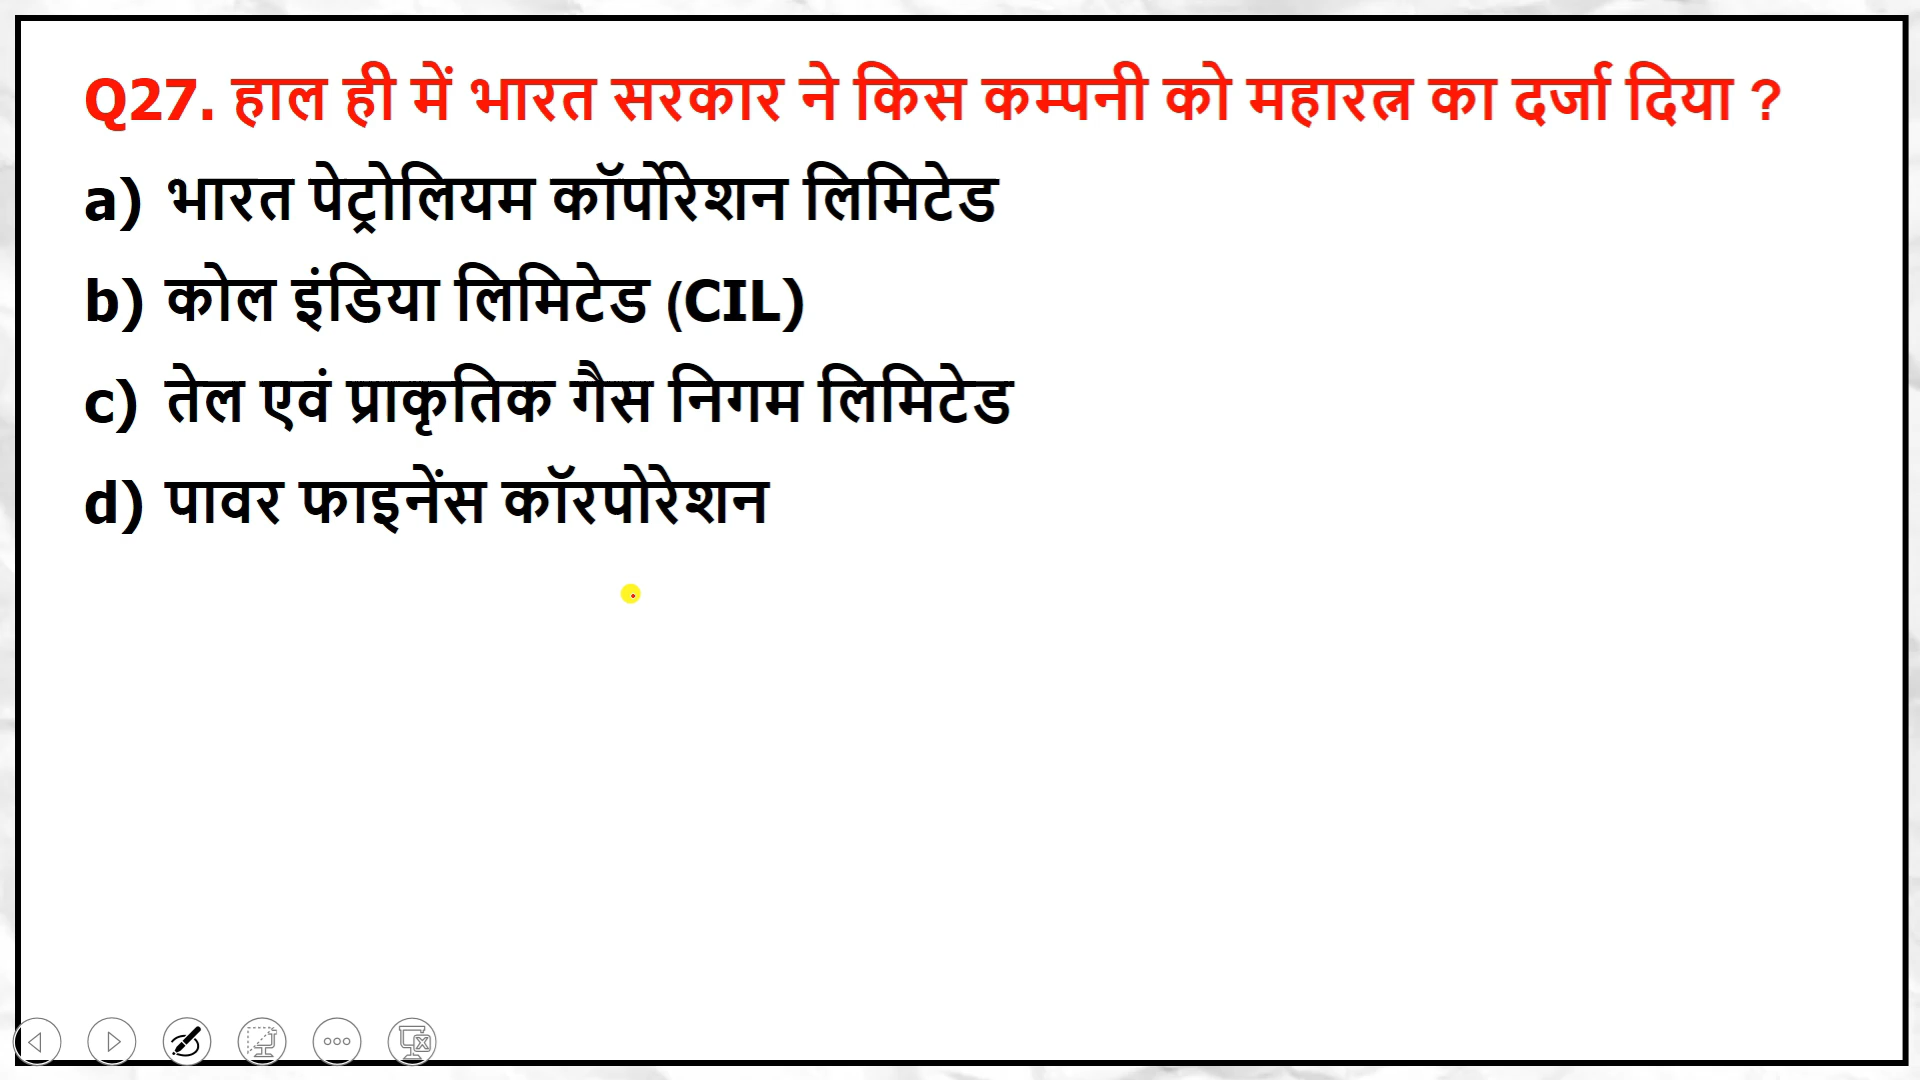 Q27. हाल ही में भारत सरकार ने किस कम्पनी को महारत्न का दर्जा दिया ?
a) भारत पेट्रोलियम कॉर्पोरेशन लिमिटेड
b) कोल इंडिया लिमिटेड (CIL)
c) तेल एवं प्राकृतिक गैस निगम लिमिटेड
d) पावर फाइनेंस कॉरपोरेशन